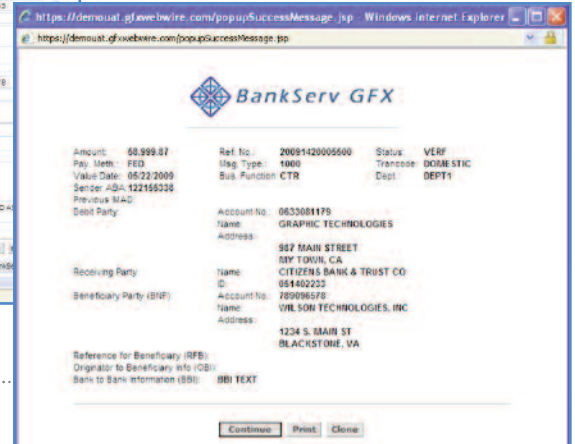 https://demouat.gfxwebwire.com/popupSuccessMessage.jsp - Windows Internet Explorer
https://demouat.gfxwebwire.com/popupSuccessMessage.jsp
BankServ GFX
Amount: 58,999.87 Ref. No.: 20091420005500 Status: VERF
Pay. Meth.: FED Msg. Type.: 1000 Trancode: DOMESTIC
Value Date: 05/22/2009 Bus. Function CTR Dept.: DEPT1
Sender ABA: 122155338
Previous IMAD:
Debit Party: Account No.: 0633081179
Name: GRAPHIC TECHNOLOGIES
Address:
987 MAIN STREET
MY TOWN, CA
Receiving Party Name: CITIZENS BANK & TRUST CO
ID: 051402233
Beneficiary Party (BNF): Account No.: 789096578
Name: WILSON TECHNOLOGIES, INC
Address:
1234 S. MAIN ST
BLACKSTONE, VA
Reference for Beneficiary (RFB):
Originator to Beneficiary Info (OBI):
Bank to Bank Information (BBI): BBI TEXT
Continue Print Clone